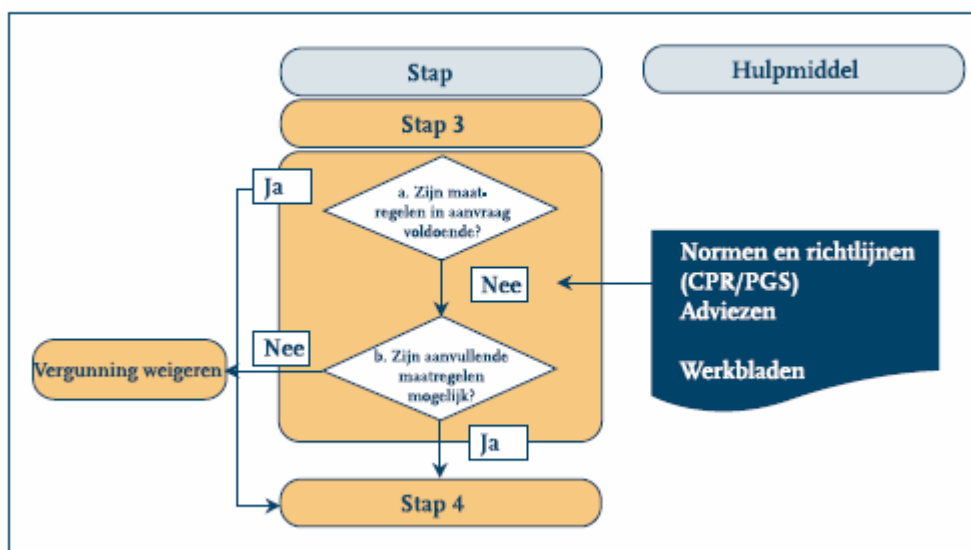 Stap
Hulpmiddel
Stap 3
Ja
a. Zijn maat-
regelen in aanvraag
voldoende?
Nee
Normen en richtlijnen
(CPR/PGS)
Adviezen
Werkbladen
Nee
Vergunning weigeren
b. Zijn aanvullende
maatregelen
mogelijk?
Ja
Stap 4